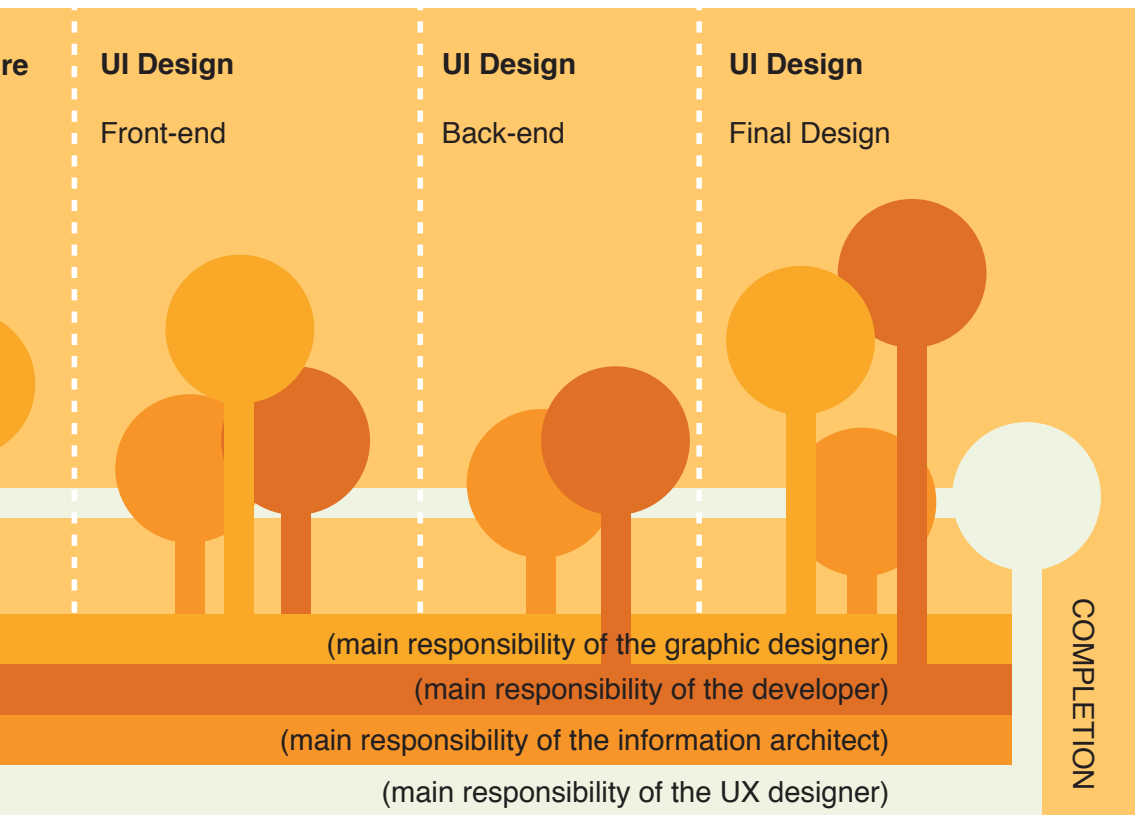 re
UI Design
Front-end
UI Design
Back-end
UI Design
Final Design
(main responsibility of the graphic designer)
(main responsibility of the developer)
(main responsibility of the information architect)
(main responsibility of the UX designer)
COMPLETION